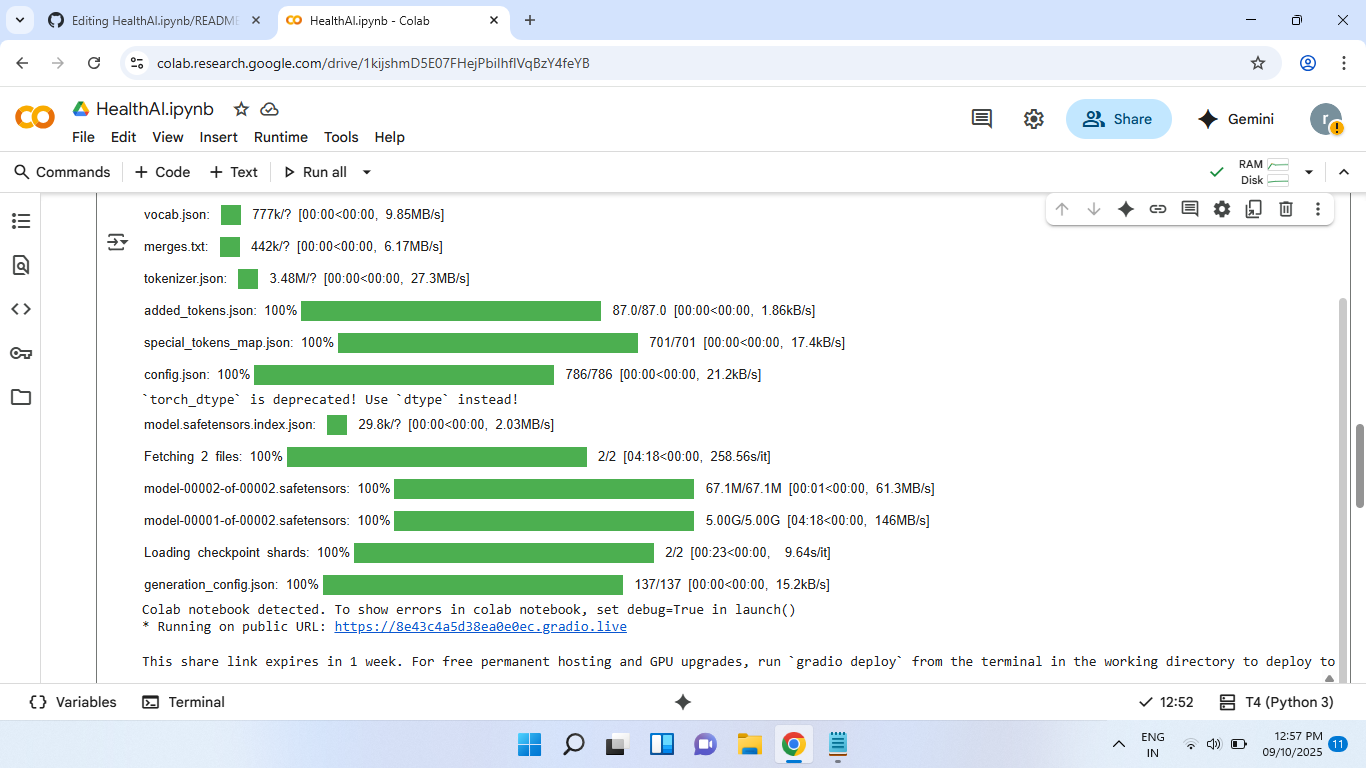 Editing HealthAI.ipynb/README
HealthAI.ipynb - Colab
colab.research.google.com/drive/1kijshmD5E07FHejPbiIhflVqBzY4feYB
HealthAI.ipynb
File Edit View Insert Runtime Tools Help
Share
Gemini
r
Commands + Code + Text Run all
RAM
Disk
vocab.json: 777k/? [00:00<00:00, 9.85MB/s]
merges.txt: 442k/? [00:00<00:00, 6.17MB/s]
tokenizer.json: 3.48M/? [00:00<00:00, 27.3MB/s]
added_tokens.json: 100% 87.0/87.0 [00:00<00:00, 1.86kB/s]
special_tokens_map.json: 100% 701/701 [00:00<00:00, 17.4kB/s]
config.json: 100% 786/786 [00:00<00:00, 21.2kB/s]
`torch_dtype` is deprecated! Use `dtype` instead!
model.safetensors.index.json: 29.8k/? [00:00<00:00, 2.03MB/s]
Fetching 2 files: 100% 2/2 [04:18<00:00, 258.56s/it]
model-00002-of-00002.safetensors: 100% 67.1M/67.1M [00:01<00:00, 61.3MB/s]
model-00001-of-00002.safetensors: 100% 5.00G/5.00G [04:18<00:00, 146MB/s]
Loading checkpoint shards: 100% 2/2 [00:23<00:00, 9.64s/it]
generation_config.json: 100% 137/137 [00:00<00:00, 15.2kB/s]
Colab notebook detected. To show errors in colab notebook, set debug=True in launch()
* Running on public URL: https://8e43c4a5d38ea0e0ec.gradio.live
This share link expires in 1 week. For free permanent hosting and GPU upgrades, run `gradio deploy` from the terminal in the working directory to deploy to
Variables Terminal
12:52 T4 (Python 3)
ENG
IN
12:57 PM
09/10/2025
11